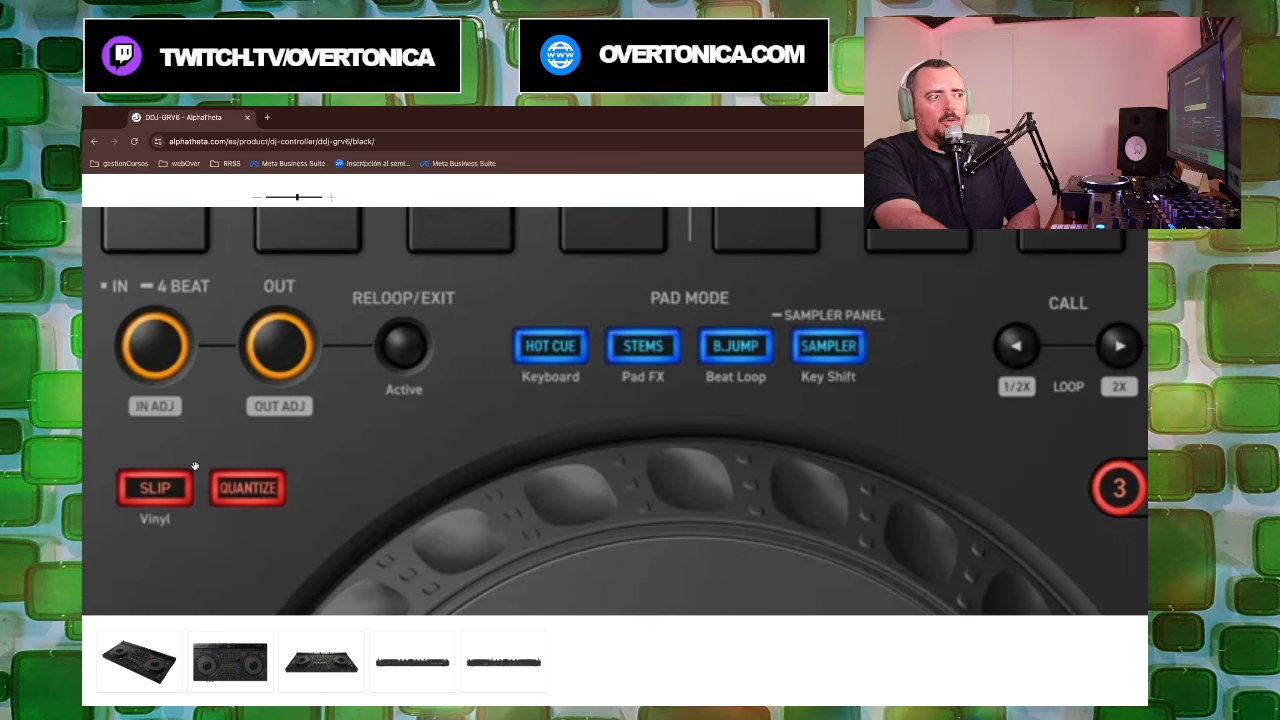 TWITCH.TV/OVERTONICA
WWW
OVERTONICA.COM
DDJ-GRV6 - AlphaTheta
alphatheta.com/es/product/dj-controller/ddj-grv6/black/
gestionCursos
webOver
RRSS
Meta Business Suite
Inscripción al semi...
Meta Business Suite
IN
4 BEAT
OUT
RELOOP/EXIT
Active
IN ADJ
OUT ADJ
PAD MODE
SAMPLER PANEL
HOT CUE
STEMS
B.JUMP
SAMPLER
Keyboard
Pad FX
Beat Loop
Key Shift
CALL
1/2X
LOOP
2X
SLIP
QUANTIZE
Vinyl
3